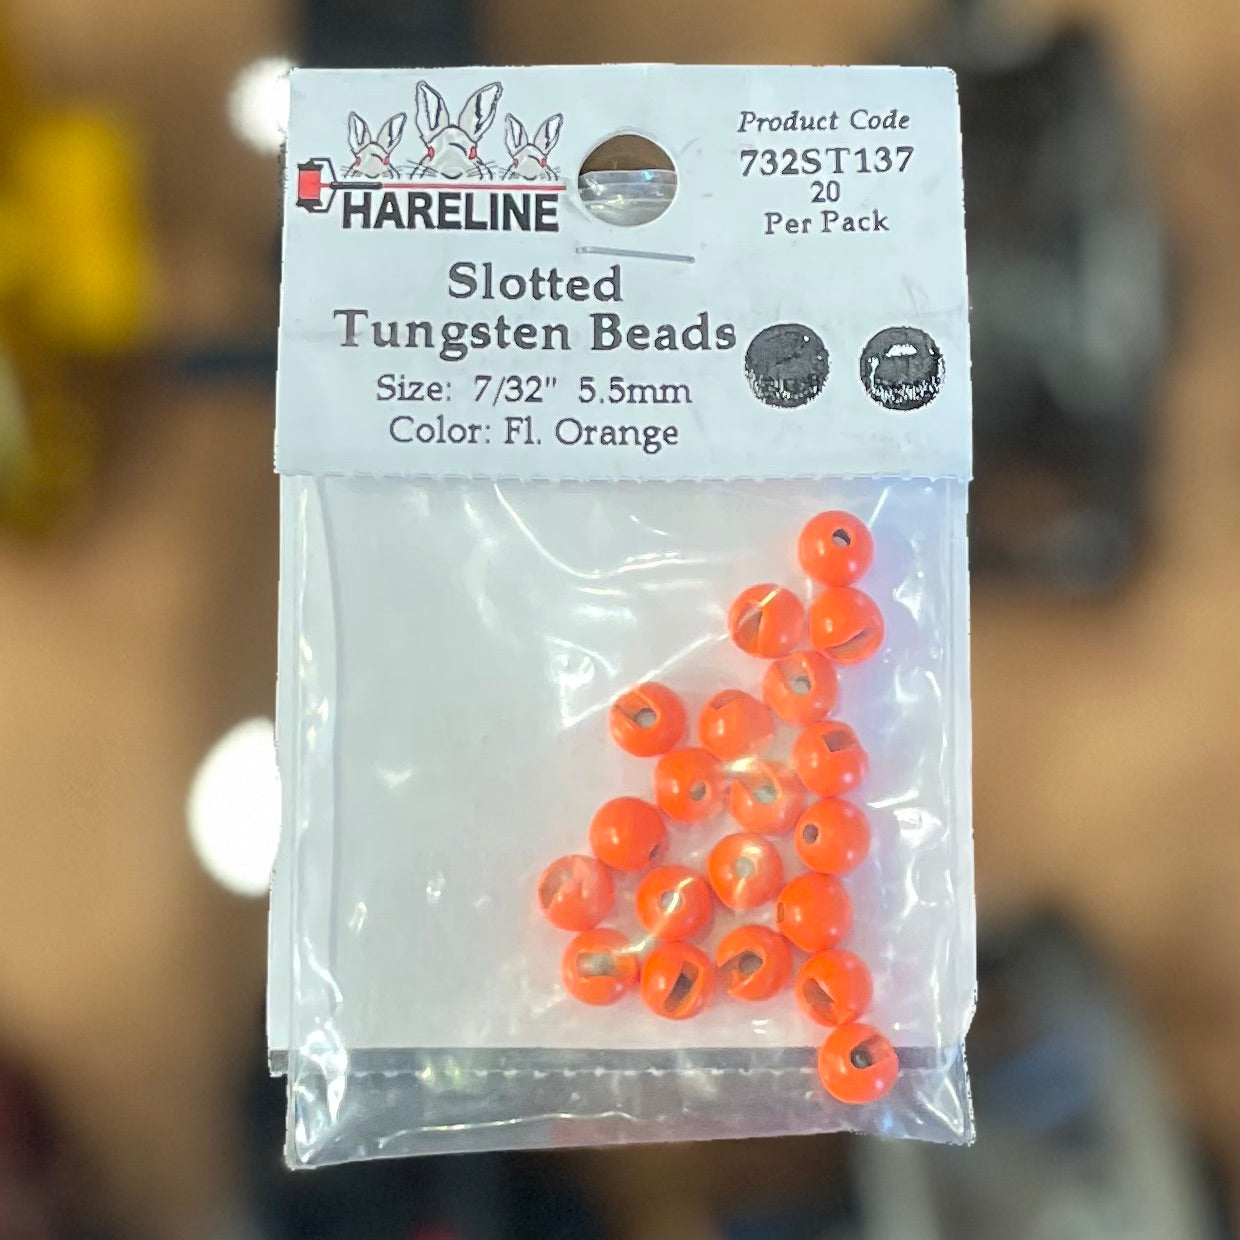 HARELINE
Product Code
732ST137
20
Per Pack
Slotted
Tungsten Beads
Size: 7/32" 5.5mm
Color: Fl. Orange